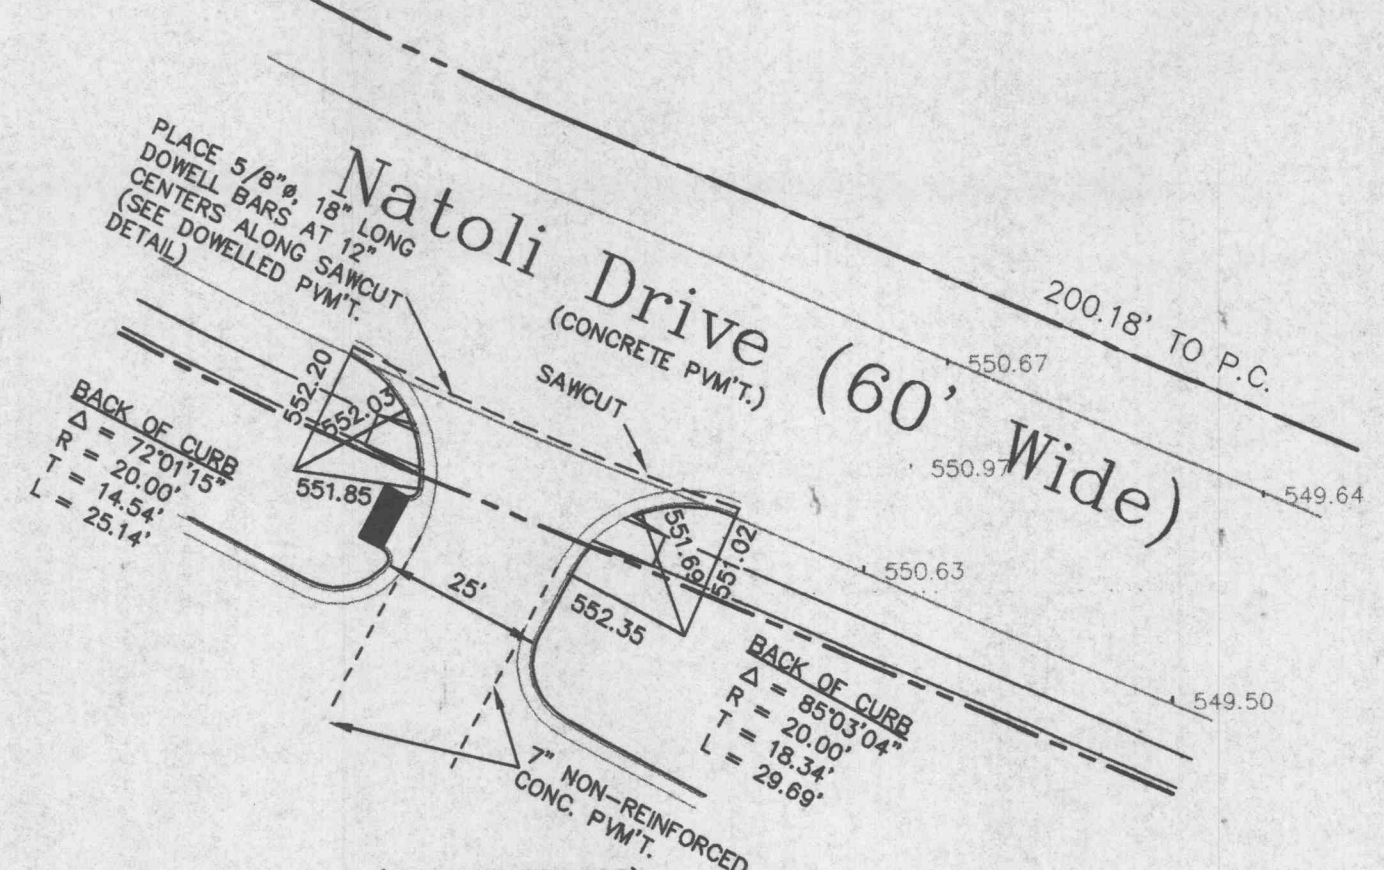 PLACE 5/8"ø, 18" LONG
DOWELL BARS AT 12"
CENTERS ALONG SAWCUT
(SEE DOWELLED PVM'T.
DETAIL)
Natoli Drive (60' Wide)
(CONCRETE PVM'T.)
SAWCUT
200.18' TO P.C.
550.67
550.97
549.64
550.63
549.50
552.20
552.03
551.85
BACK OF CURB
Δ = 72°01'15"
R = 20.00'
T = 14.54'
L = 25.14'
25'
551.69
551.02
552.35
BACK OF CURB
Δ = 85°03'04"
R = 20.00'
T = 18.34'
L = 29.69'
7" NON-REINFORCED
CONC. PVM'T.